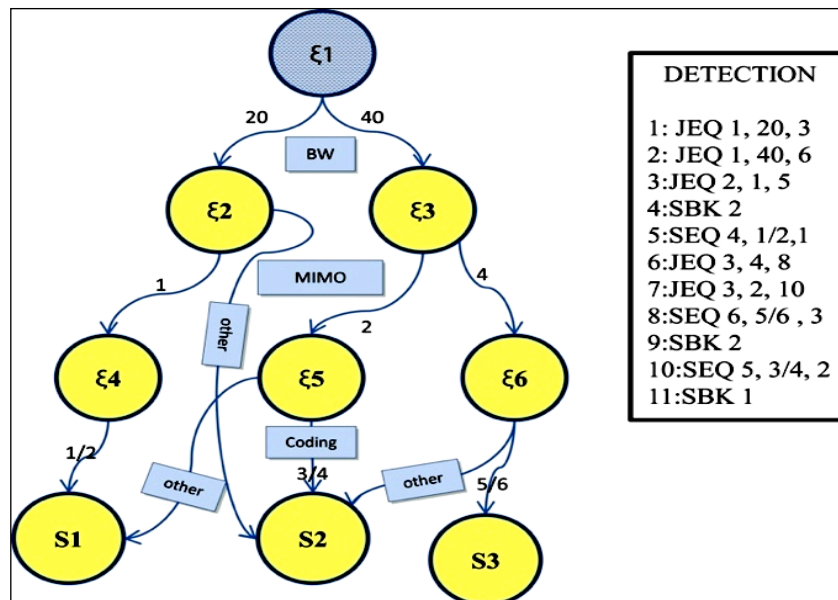 ξ1
20
40
BW
ξ2
ξ3
MIMO
1
other
2
4
ξ4
ξ5
ξ6
1/2
other
Coding
3/4
other
5/6
S1
S2
S3
DETECTION
1: JEQ 1, 20, 3
2: JEQ 1, 40, 6
3:JEQ 2, 1, 5
4:SBK 2
5:SEQ 4, 1/2,1
6: JEQ 3, 4, 8
7: JEQ 3, 2, 10
8:SEQ 6, 5/6 , 3
9:SBK 2
10:SEQ 5, 3/4, 2
11:SBK 1